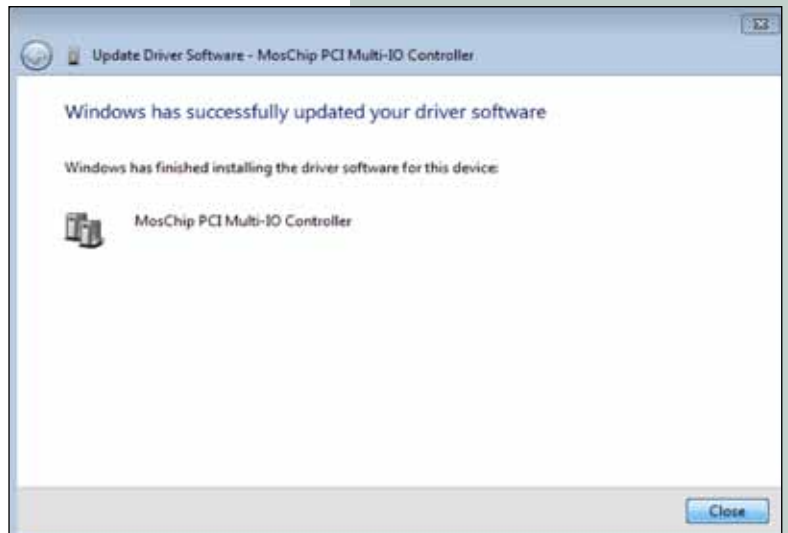 Update Driver Software - MosChip PCI Multi-IO Controller
Windows has successfully updated your driver software
Windows has finished installing the driver software for this device:
MosChip PCI Multi-IO Controller
Close